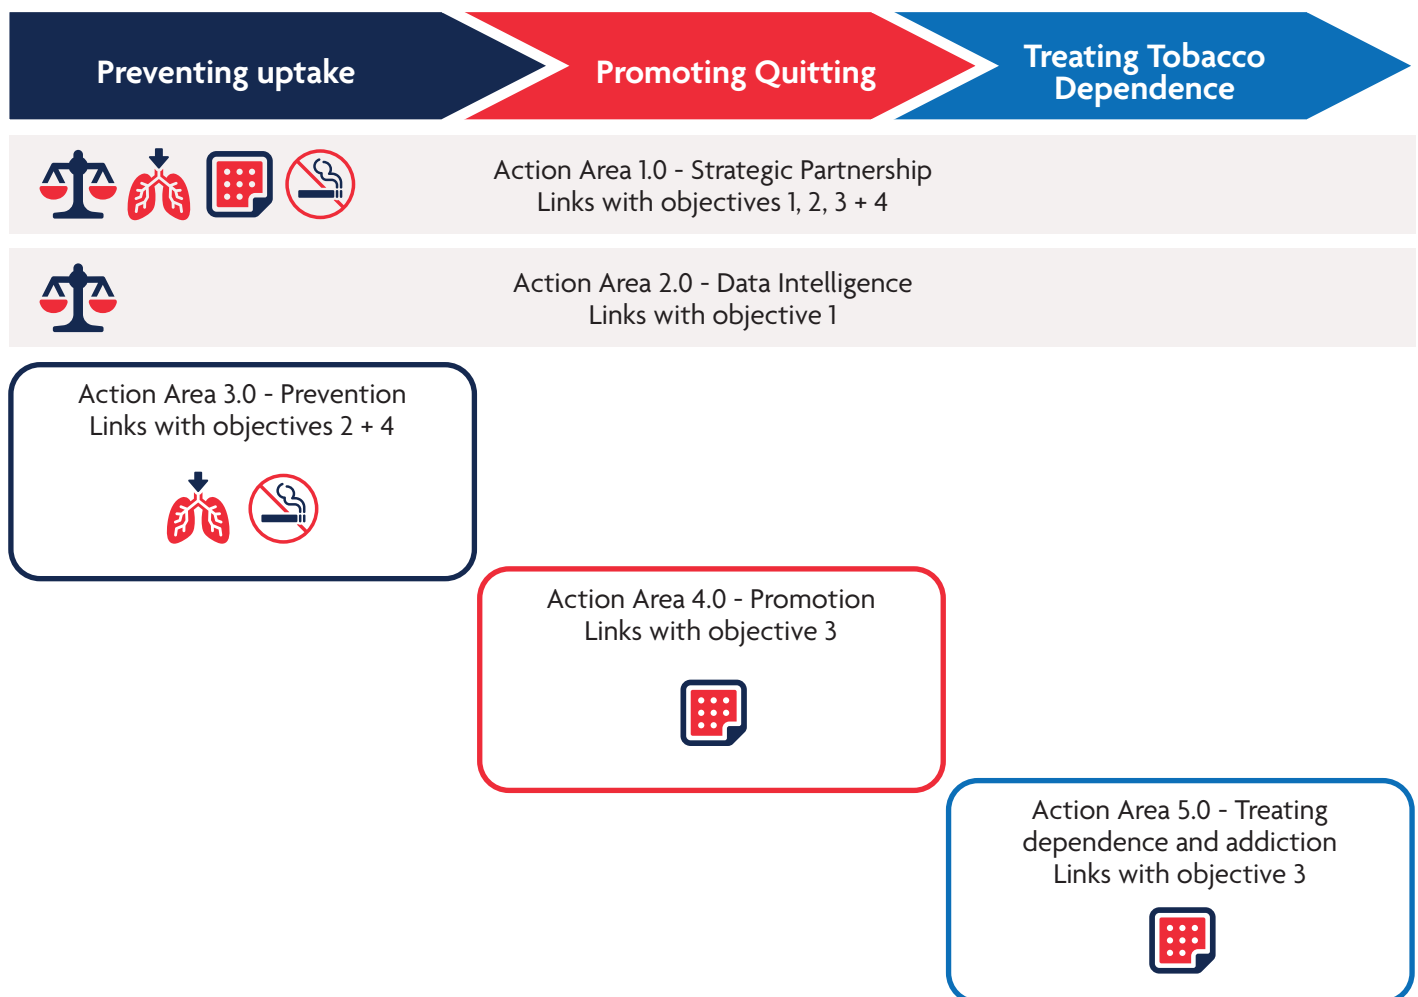 Preventing uptake
Promoting Quitting
Treating Tobacco
Dependence
Action Area 1.0 - Strategic Partnership
Links with objectives 1, 2, 3 + 4
Action Area 2.0 - Data Intelligence
Links with objective 1
Action Area 3.0 - Prevention
Links with objectives 2 + 4
Action Area 4.0 - Promotion
Links with objective 3
Action Area 5.0 - Treating
dependence and addiction
Links with objective 3